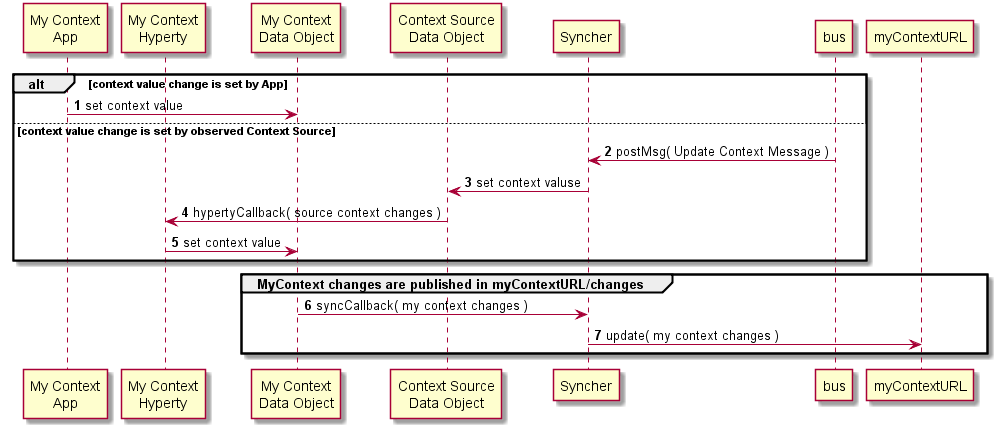 My Context
App
My Context
Hyperty
My Context
Data Object
Context Source
Data Object
Syncher
bus
myContextURL
alt [context value change is set by App]
1 set context value
[context value change is set by observed Context Source]
2 postMsg( Update Context Message )
3 set context valuse
4 hypertyCallback( source context changes )
5 set context value
MyContext changes are published in myContextURL/changes
6 syncCallback( my context changes )
7 update( my context changes )
My Context
App
My Context
Hyperty
My Context
Data Object
Context Source
Data Object
Syncher
bus
myContextURL